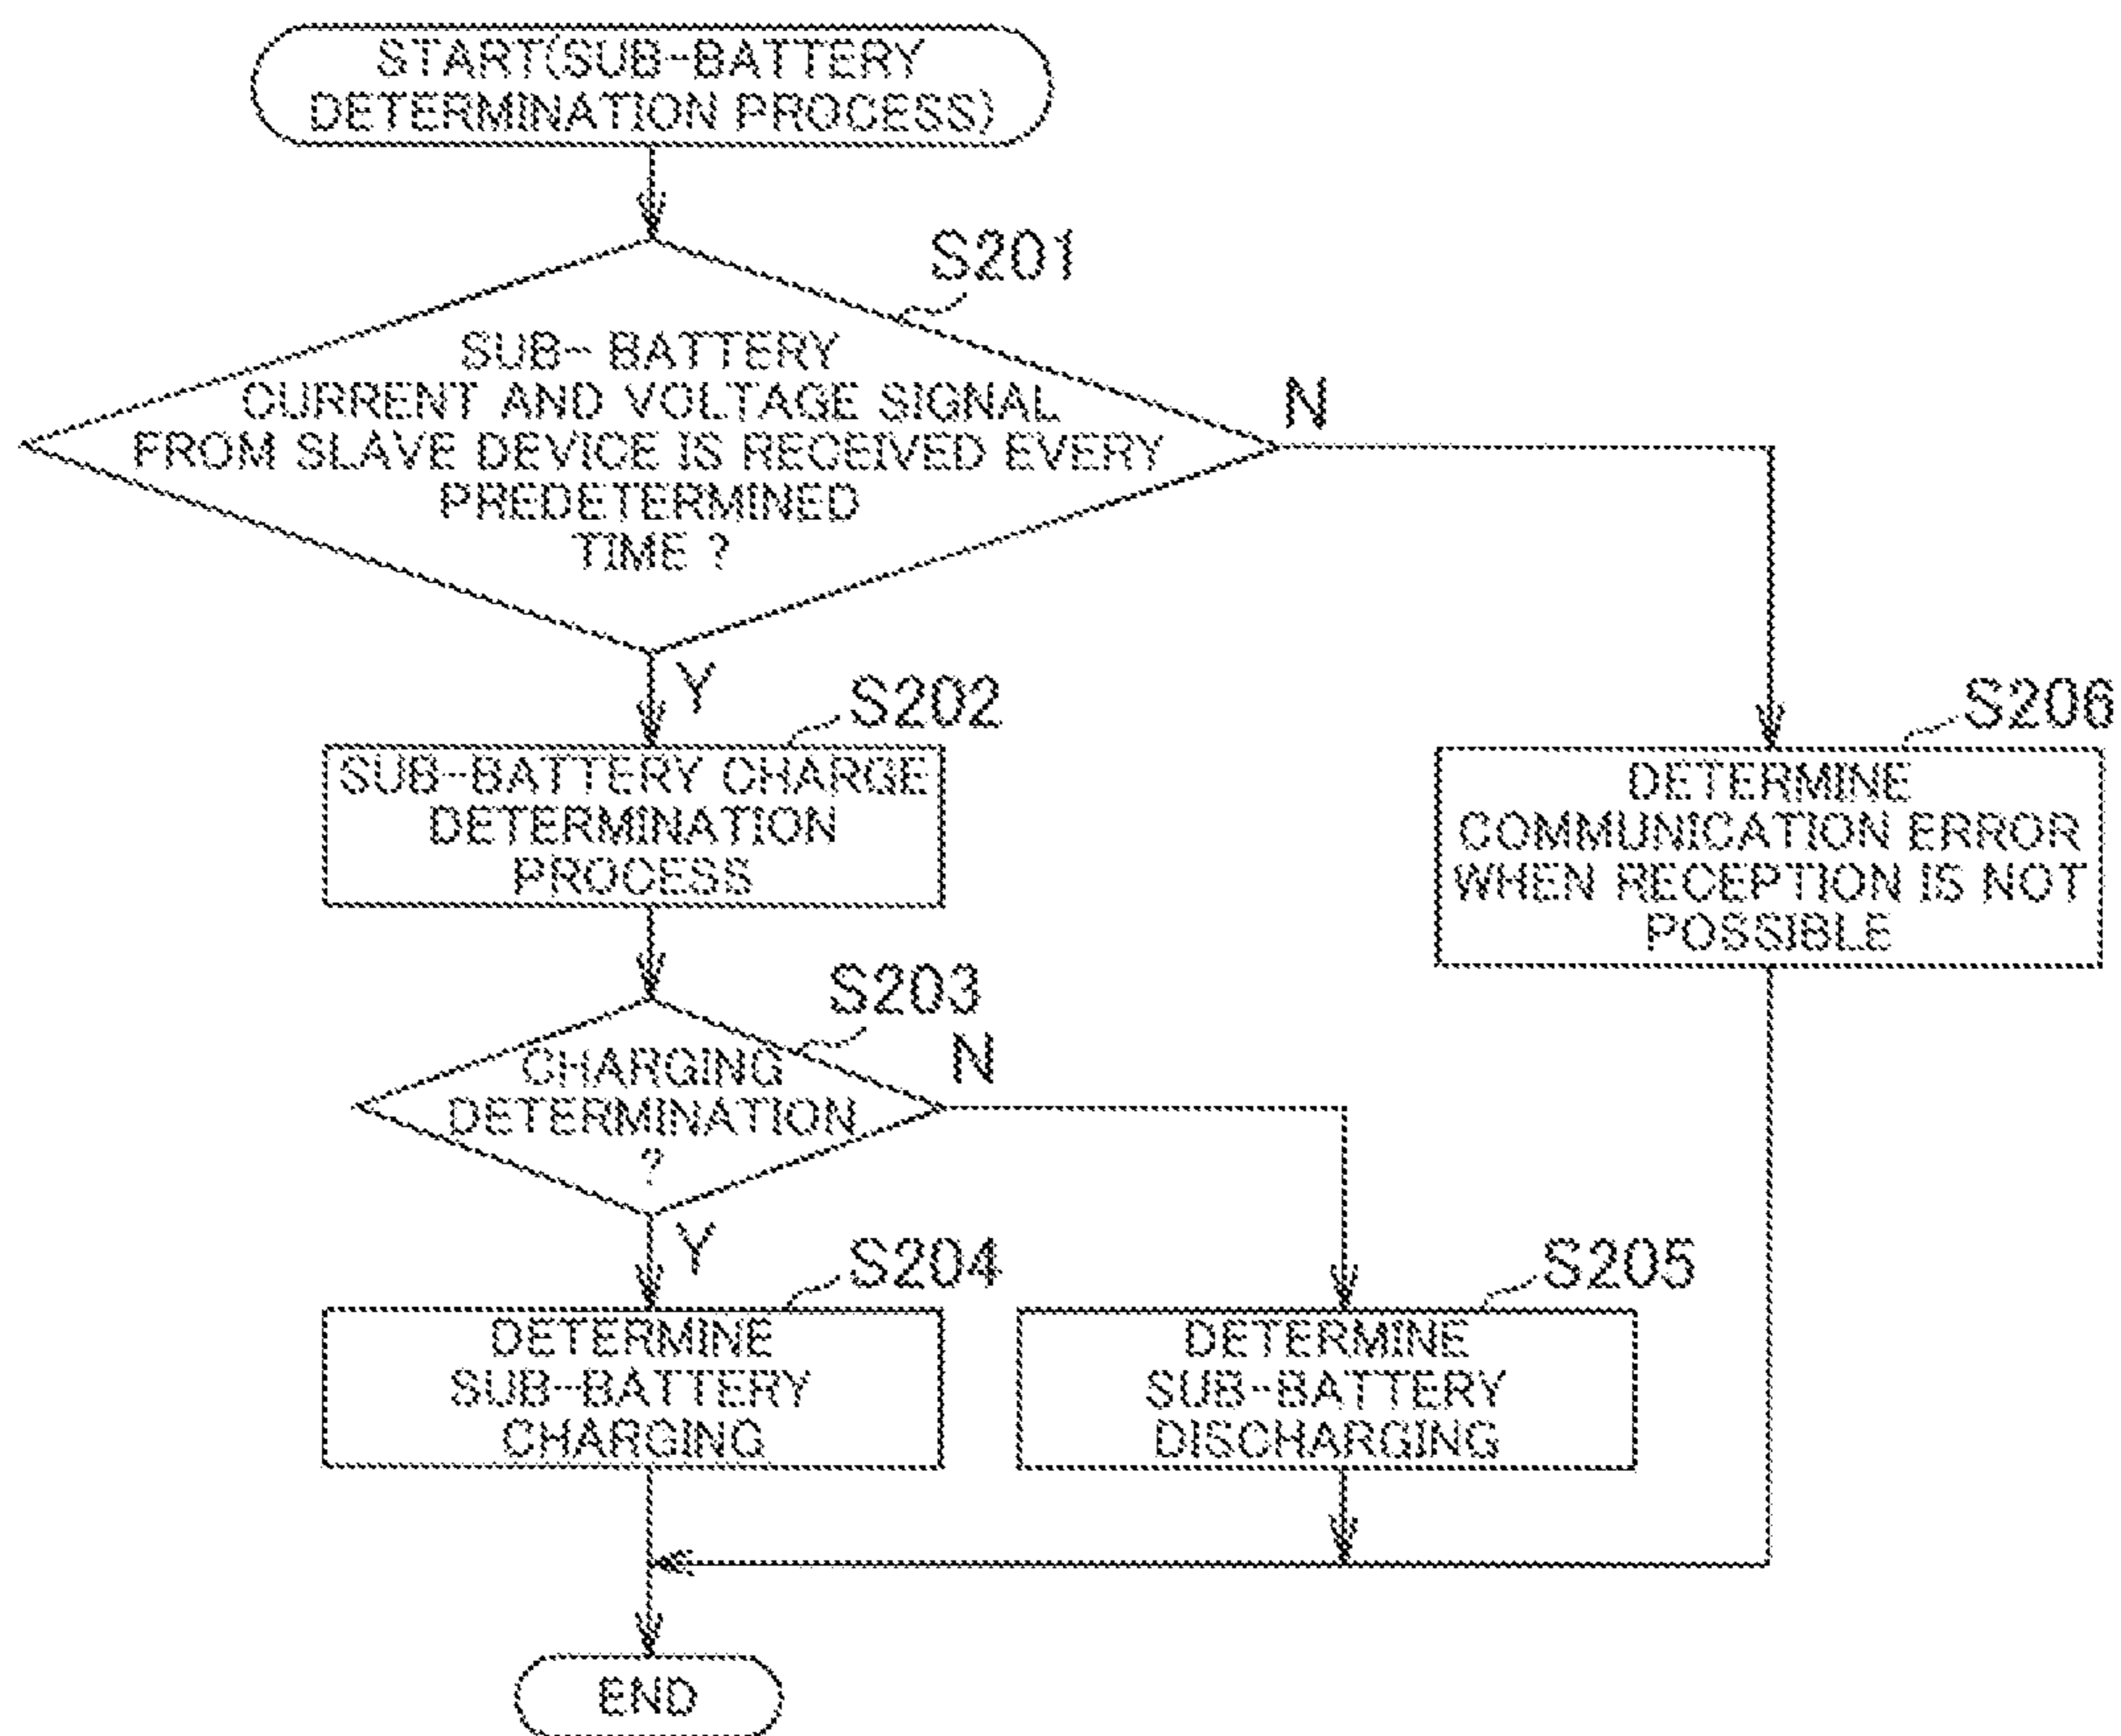 START(SUB-BATTERY
DETERMINATION PROCESS)
S201
SUB- BATTERY
CURRENT AND VOLTAGE SIGNAL
FROM SLAVE DEVICE IS RECEIVED EVERY
PREDETERMINED
TIME ?
N
Y
S202
SUB-BATTERY CHARGE
DETERMINATION
PROCESS
S206
DETERMINE
COMMUNICATION ERROR
WHEN RECEPTION IS NOT
POSSIBLE
S203
CHARGING
DETERMINATION
?
N
Y
S204
DETERMINE
SUB-BATTERY
CHARGING
S205
DETERMINE
SUB-BATTERY
DISCHARGING
END